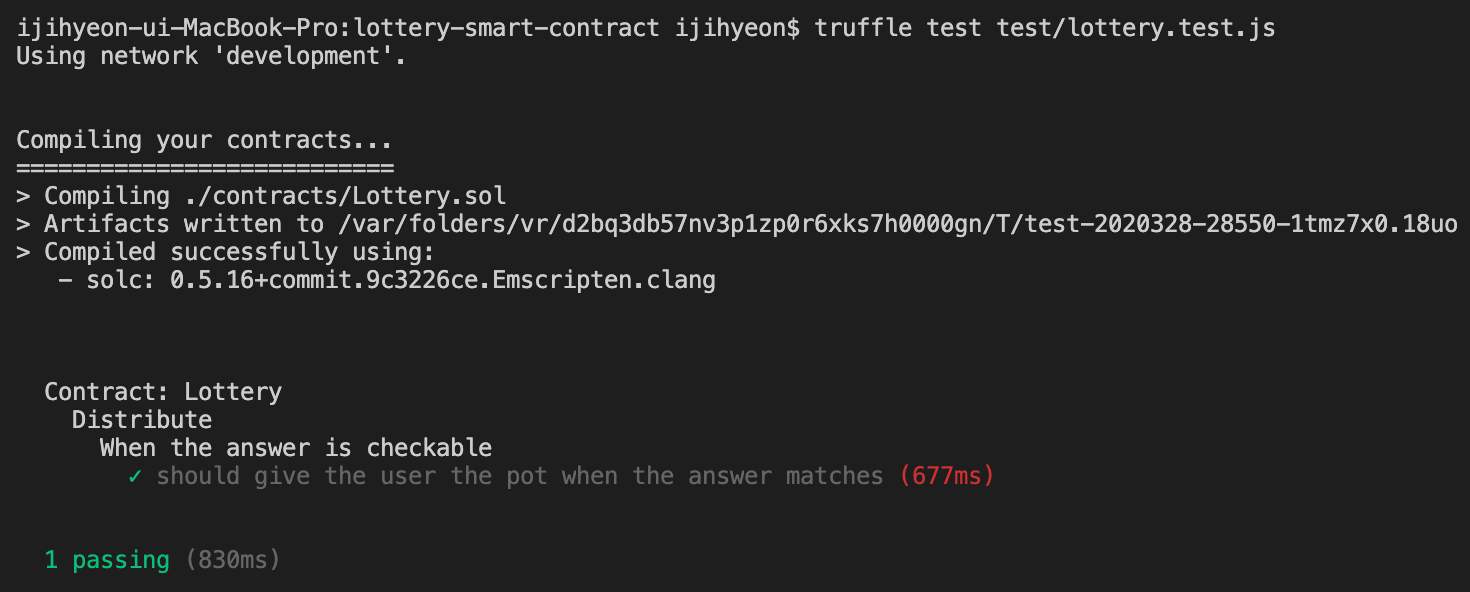 ijihyeon-ui-MacBook-Pro:lottery-smart-contract ijihyeon$ truffle test test/lottery.test.js
Using network 'development'.
Compiling your contracts...
===========================
> Compiling ./contracts/Lottery.sol
> Artifacts written to /var/folders/vr/d2bq3db57nv3p1zp0r6xks7h0000gn/T/test-2020328-28550-1tmz7x0.18uo
> Compiled successfully using:
   - solc: 0.5.16+commit.9c3226ce.Emscripten.clang
  Contract: Lottery
    Distribute
      When the answer is checkable
        ✓ should give the user the pot when the answer matches (677ms)
  1 passing (830ms)